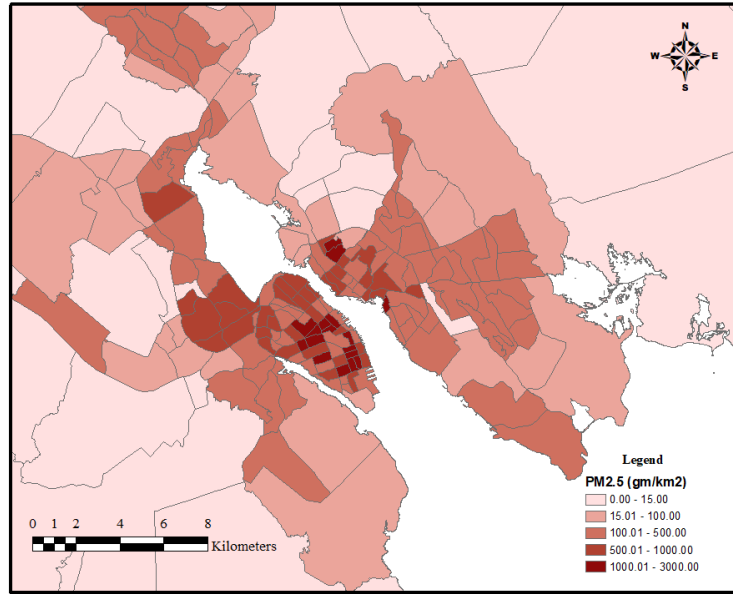 N
W E
S
Legend
PM2.5 (gm/km2)
0.00 - 15.00
15.01 - 100.00
100.01 - 500.00
500.01 - 1000.00
1000.01 - 3000.00
0 1 2 4 6 8
Kilometers